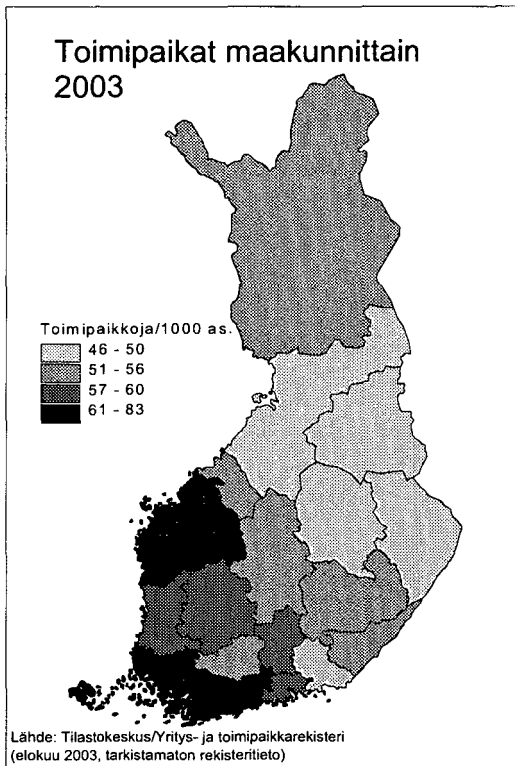 Toimipaikat maakunnittain
2003
Toimipaikkoja/1000 as.
46 - 50
51 - 56
57 - 60
61 - 83
Lähde: Tilastokeskus/Yritys- ja toimipaikkarekisteri
(elokuu 2003, tarkistamaton rekisteritieto)